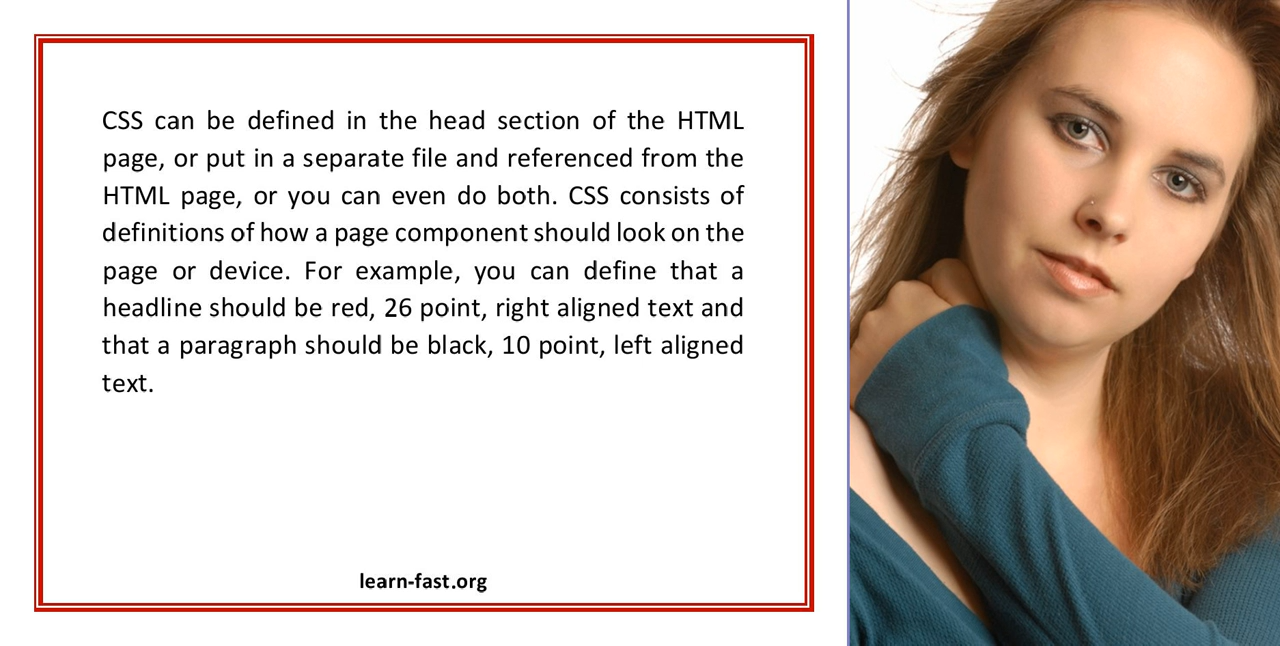 CSS can be defined in the head section of the HTML
page, or put in a separate file and referenced from the
HTML page, or you can even do both. CSS consists of
definitions of how a page component should look on the
page or device. For example, you can define that a
headline should be red, 26 point, right aligned text and
that a paragraph should be black, 10 point, left aligned
text.
learn-fast.org